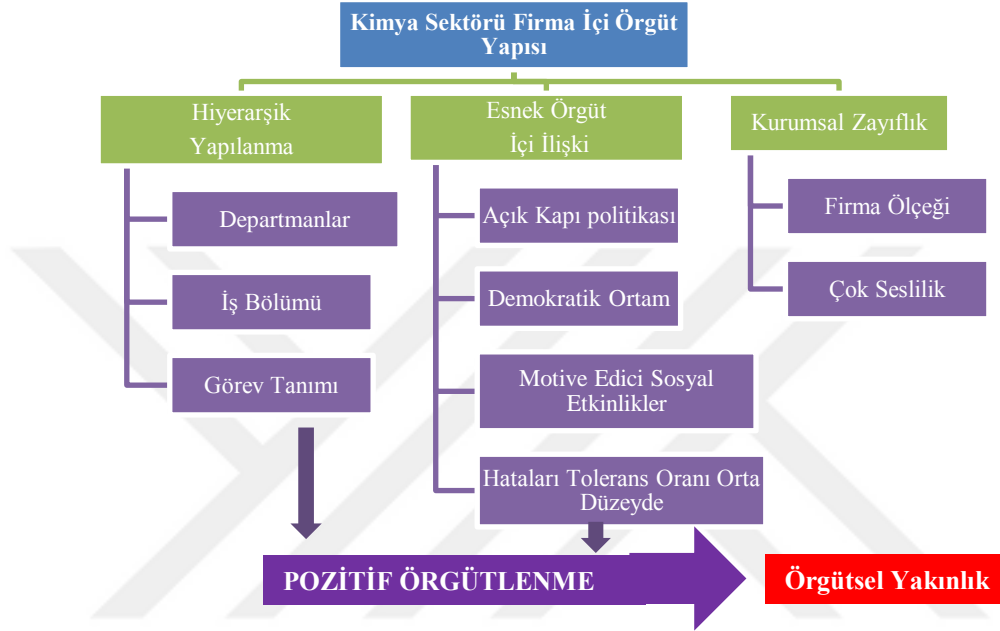 Kimya Sektörü Firma İçi Örgüt
Yapısı
Hiyerarşik
Yapılanma
Departmanlar
İş Bölümü
Görev Tanımı
Esnek Örgüt
İçi İlişki
Açık Kapı politikası
Demokratik Ortam
Motive Edici Sosyal
Etkinlikler
Hataları Tolerans Oranı Orta
Düzeyde
Kurumsal Zayıflık
Firma Ölçeği
Çok Seslilik
POZİTİF ÖRGÜTLENME
Örgütsel Yakınlık